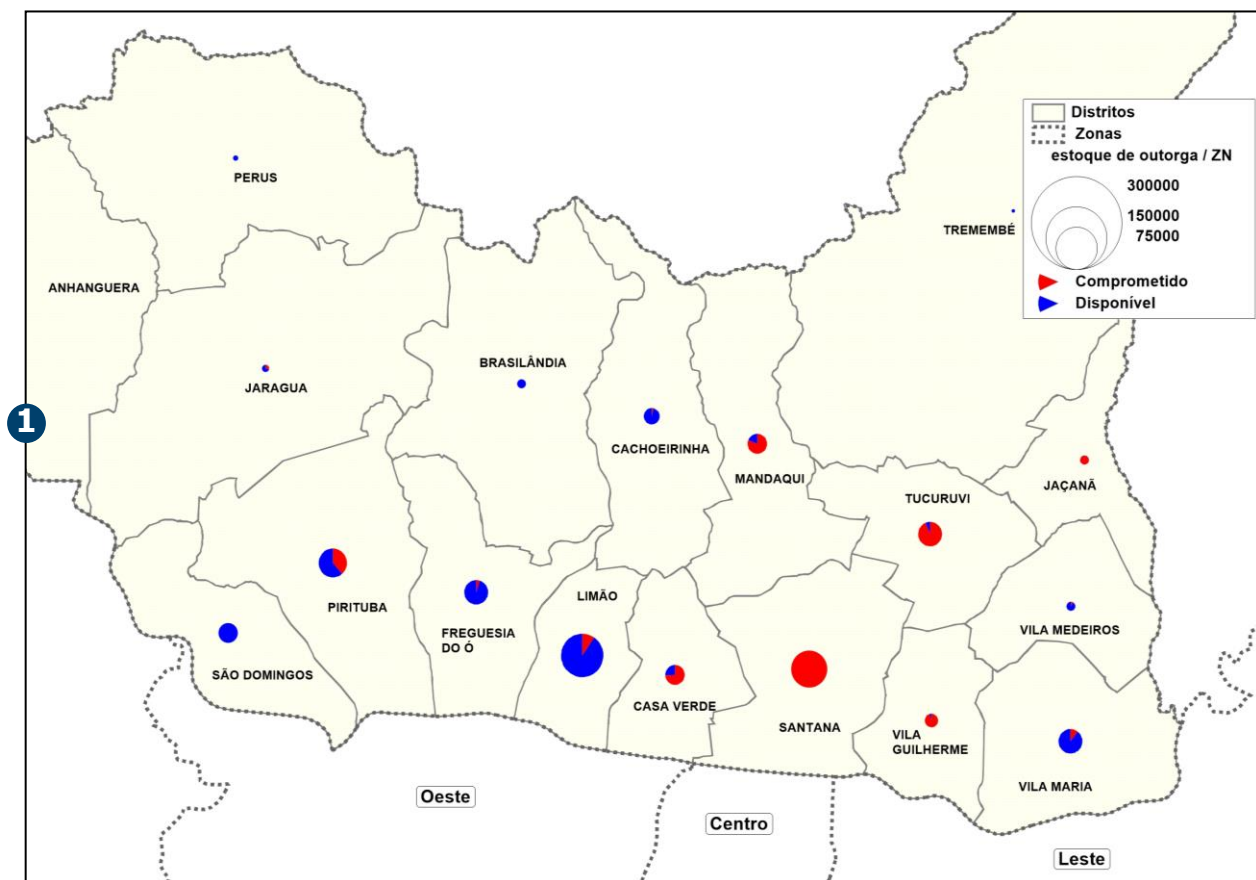 Distritos
Zonas
estoque de outorga / ZN
300000
150000
75000
Comprometido
Disponível
PERUS
TREMEMBÉ
ANHANGUERA
BRASILÂNDIA
JARAGUA
1
CACHOEIRINHA
MANDAQUI
JAÇANÃ
TUCURUVI
LIMÃO
PIRITUBA
FREGUESIA
DO Ó
VILA MEDEIROS
SÃO DOMINGOS
CASA VERDE
SANTANA
VILA
GUILHERME
VILA MARIA
Oeste
Centro
Leste